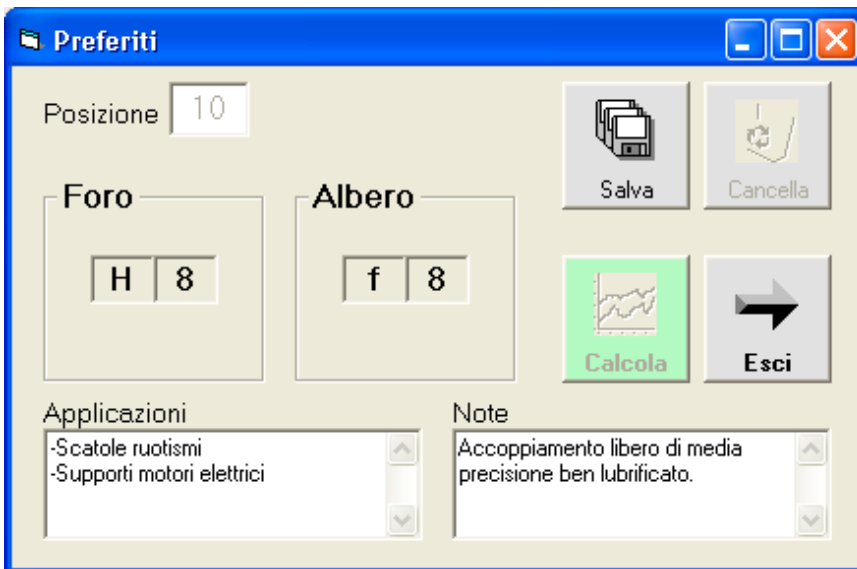 Preferiti
Posizione 10
Salva
Cancella
Foro
Albero
H 8
f 8
Calcola
Esci
Applicazioni
-Scatole ruotismi
-Supporti motori elettrici
Note
Accoppiamento libero di media
precisione ben lubrificato.